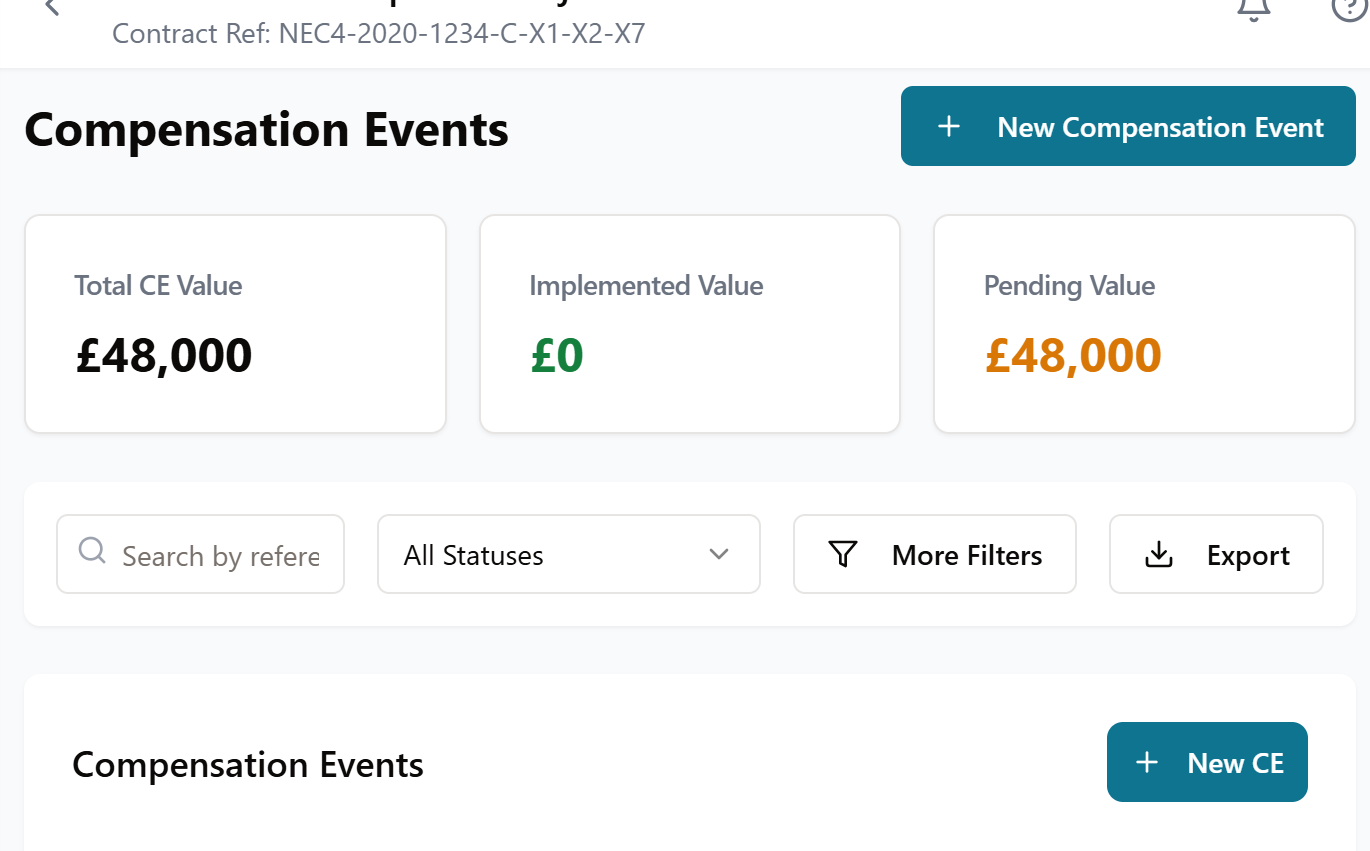 Contract Ref: NEC4-2020-1234-C-X1-X2-X7
Compensation Events
New Compensation Event
Total CE Value
£48,000
Implemented Value
£0
Pending Value
£48,000
Search by refere
All Statuses
More Filters
Export
Compensation Events
New CE